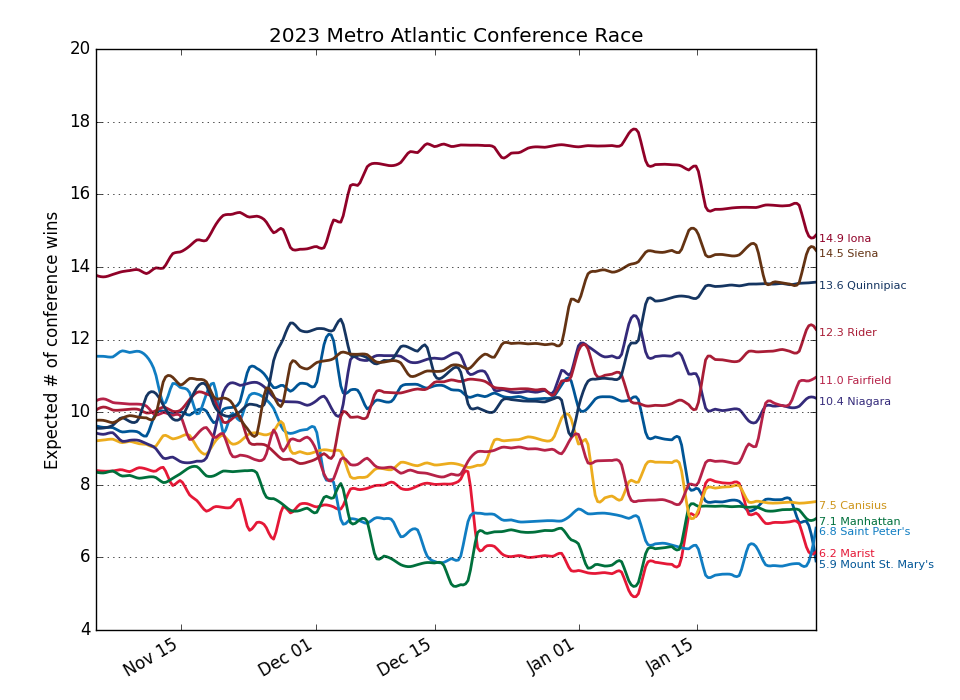 2023 Metro Atlantic Conference Race
Expected # of conference wins
20
18
16
14
12
10
8
6
4
14.9 Iona
14.5 Siena
13.6 Quinnipiac
12.3 Rider
11.0 Fairfield
10.4 Niagara
7.5 Canisius
7.1 Manhattan
6.8 Saint Peter's
6.2 Marist
5.9 Mount St. Mary's
Nov 15
Dec 01
Dec 15
Jan 01
Jan 15